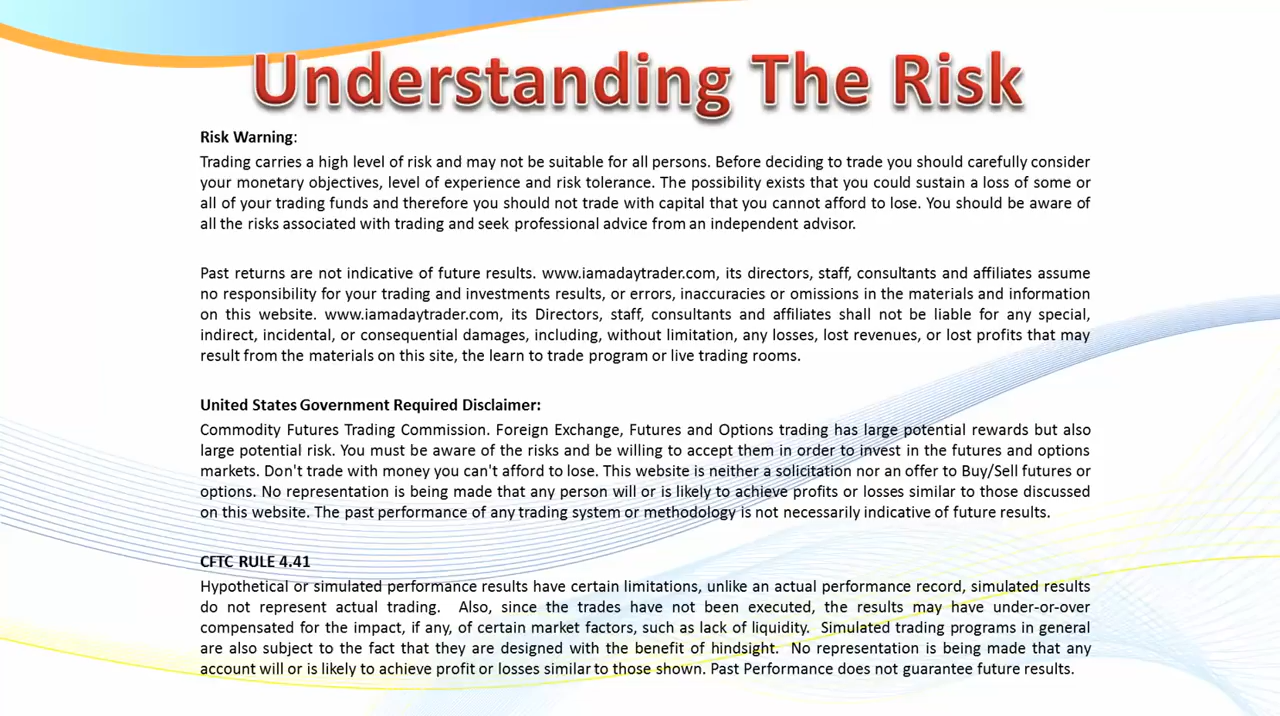 Understanding The Risk
Risk Warning:
Trading carries a high level of risk and may not be suitable for all persons. Before deciding to trade you should carefully consider
your monetary objectives, level of experience and risk tolerance. The possibility exists that you could sustain a loss of some or
all of your trading funds and therefore you should not trade with capital that you cannot afford to lose. You should be aware of
all the risks associated with trading and seek professional advice from an independent advisor.
Past returns are not indicative of future results. www.iamadaytrader.com, its directors, staff, consultants and affiliates assume
no responsibility for your trading and investments results, or errors, inaccuracies or omissions in the materials and information
on this website. www.iamadaytrader.com, its Directors, staff, consultants and affiliates shall not be liable for any special,
indirect, incidental, or consequential damages, including, without limitation, any losses, lost revenues, or lost profits that may
result from the materials on this site, the learn to trade program or live trading rooms.
United States Government Required Disclaimer:
Commodity Futures Trading Commission. Foreign Exchange, Futures and Options trading has large potential rewards but also
large potential risk. You must be aware of the risks and be willing to accept them in order to invest in the futures and options
markets. Don't trade with money you can't afford to lose. This website is neither a solicitation nor an offer to Buy/Sell futures or
options. No representation is being made that any person will or is likely to achieve profits or losses similar to those discussed
on this website. The past performance of any trading system or methodology is not necessarily indicative of future results.
CFTC RULE 4.41
Hypothetical or simulated performance results have certain limitations, unlike an actual performance record, simulated results
do not represent actual trading. Also, since the trades have not been executed, the results may have under-or-over
compensated for the impact, if any, of certain market factors, such as lack of liquidity. Simulated trading programs in general
are also subject to the fact that they are designed with the benefit of hindsight. No representation is being made that any
account will or is likely to achieve profit or losses similar to those shown. Past Performance does not guarantee future results.